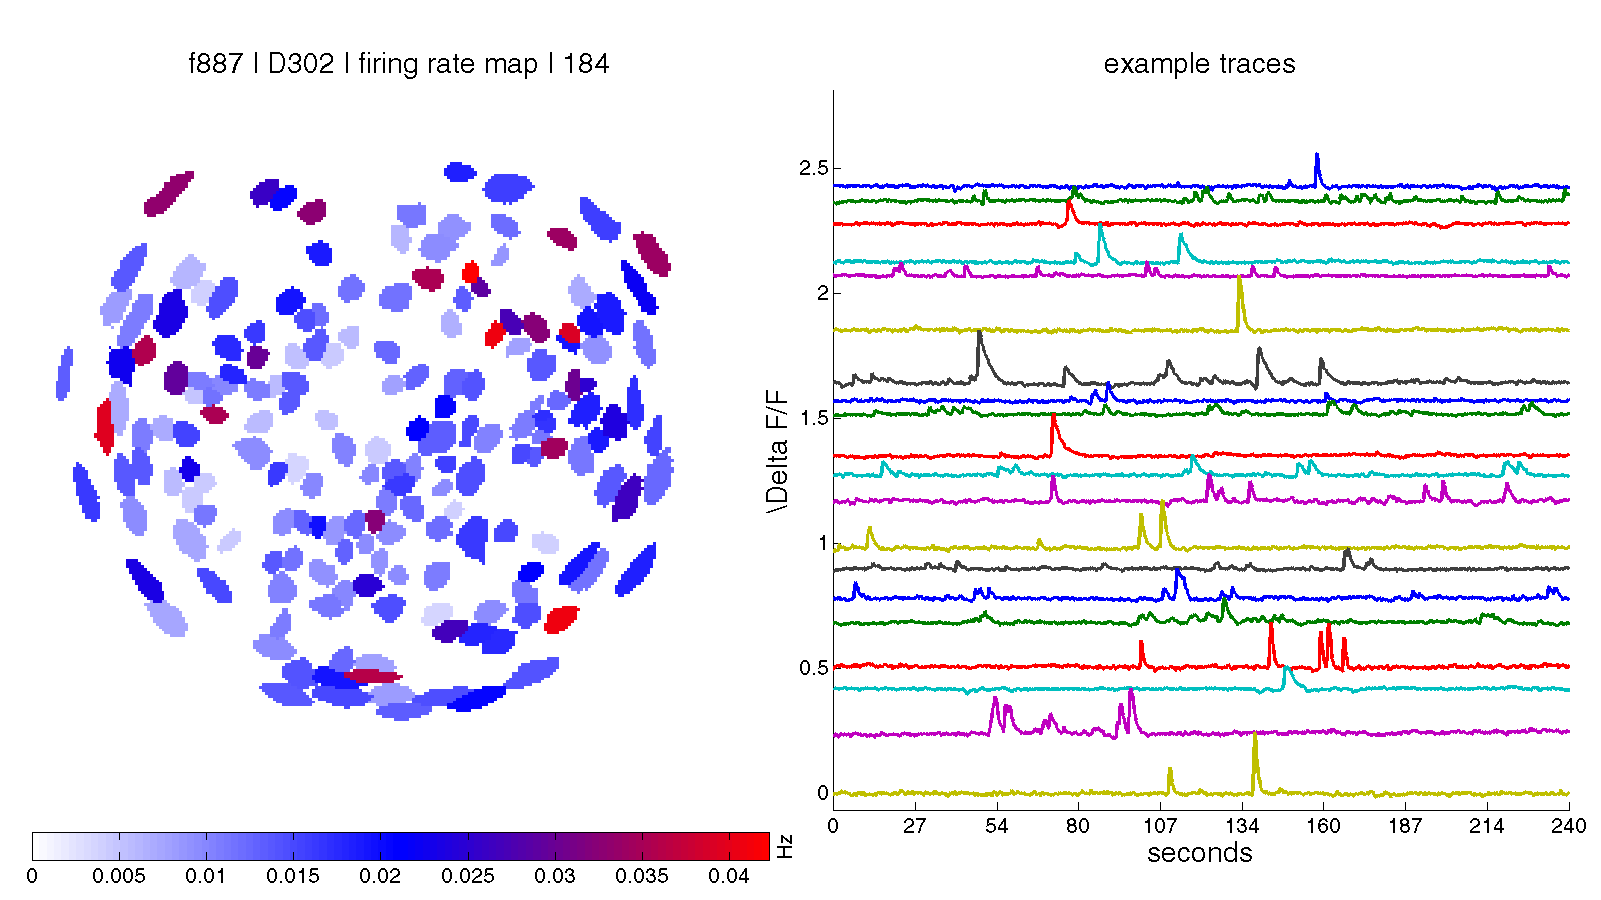 f887 | D302 | firing rate map | 184
example traces
2.5
2
1.5
1
0.5
0
\Delta F/F
0 27 54 80 107 134 160 187 214 240
seconds
0 0.005 0.01 0.015 0.02 0.025 0.03 0.035 0.04
Hz